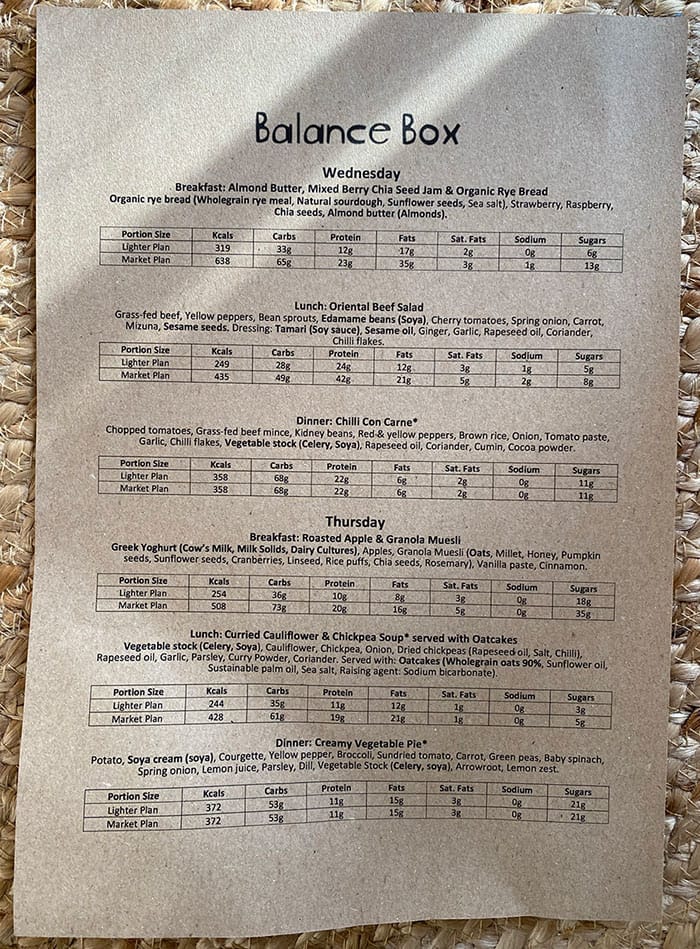 Balance Box
Wednesday
Breakfast: Almond Butter, Mixed Berry Chia Seed Jam & Organic Rye Bread
Organic rye bread (Wholegrain rye meal, Natural sourdough, Sunflower seeds, Sea salt), Strawberry, Raspberry,
Chia seeds, Almond butter (Almonds).
Portion Size Kcals Carbs Protein Fats Sat. Fats Sodium Sugars
Lighter Plan 319 33g 12g 17g 2g 0g 6g
Market Plan 638 65g 23g 35g 3g 1g 13g
Lunch: Oriental Beef Salad
Grass-fed beef, Yellow peppers, Bean sprouts, Edamame beans (Soya), Cherry tomatoes, Spring onion, Carrot,
Mizuna, Sesame seeds. Dressing: Tamari (Soy sauce), Sesame oil, Ginger, Garlic, Rapeseed oil, Coriander,
Chilli flakes.
Portion Size Kcals Carbs Protein Fats Sat. Fats Sodium Sugars
Lighter Plan 249 28g 24g 12g 3g 1g 5g
Market Plan 435 49g 42g 21g 5g 2g 8g
Dinner: Chilli Con Carne*
Chopped tomatoes, Grass-fed beef mince, Kidney beans, Red & yellow peppers, Brown rice, Onion, Tomato paste,
Garlic, Chilli flakes, Vegetable stock (Celery, Soya), Rapeseed oil, Coriander, Cumin, Cocoa powder.
Portion Size Kcals Carbs Protein Fats Sat. Fats Sodium Sugars
Lighter Plan 358 68g 22g 6g 2g 0g 11g
Market Plan 358 68g 22g 6g 2g 0g 11g
Thursday
Breakfast: Roasted Apple & Granola Muesli
Greek Yoghurt (Cow's Milk, Milk Solids, Dairy Cultures), Apples, Granola Muesli (Oats, Millet, Honey, Pumpkin
seeds, Sunflower seeds, Cranberries, Linseed, Rice puffs, Chia seeds, Rosemary), Vanilla paste, Cinnamon.
Portion Size Kcals Carbs Protein Fats Sat. Fats Sodium Sugars
Lighter Plan 254 36g 10g 8g 3g 0g 18g
Market Plan 508 73g 20g 16g 5g 0g 35g
Lunch: Curried Cauliflower & Chickpea Soup* served with Oatcakes
Vegetable stock (Celery, Soya), Cauliflower, Chickpea, Onion, Dried chickpeas (Rapeseed oil, Salt, Chilli),
Rapeseed oil, Garlic, Parsley, Curry Powder, Coriander. Served with: Oatcakes (Wholegrain oats 90%, Sunflower oil,
Sustainable palm oil, Sea salt, Raising agent: Sodium bicarbonate).
Portion Size Kcals Carbs Protein Fats Sat. Fats Sodium Sugars
Lighter Plan 244 35g 11g 12g 1g 0g 3g
Market Plan 428 61g 19g 21g 1g 0g 5g
Dinner: Creamy Vegetable Pie*
Potato, Soya cream (soya), Courgette, Yellow pepper, Broccoli, Sundried tomato, Carrot, Green peas, Baby spinach,
Spring onion, Lemon juice, Parsley, Dill, Vegetable Stock (Celery, soya), Arrowroot, Lemon zest.
Portion Size Kcals Carbs Protein Fats Sat. Fats Sodium Sugars
Lighter Plan 372 53g 11g 15g 3g 0g 21g
Market Plan 372 53g 11g 15g 3g 0g 21g